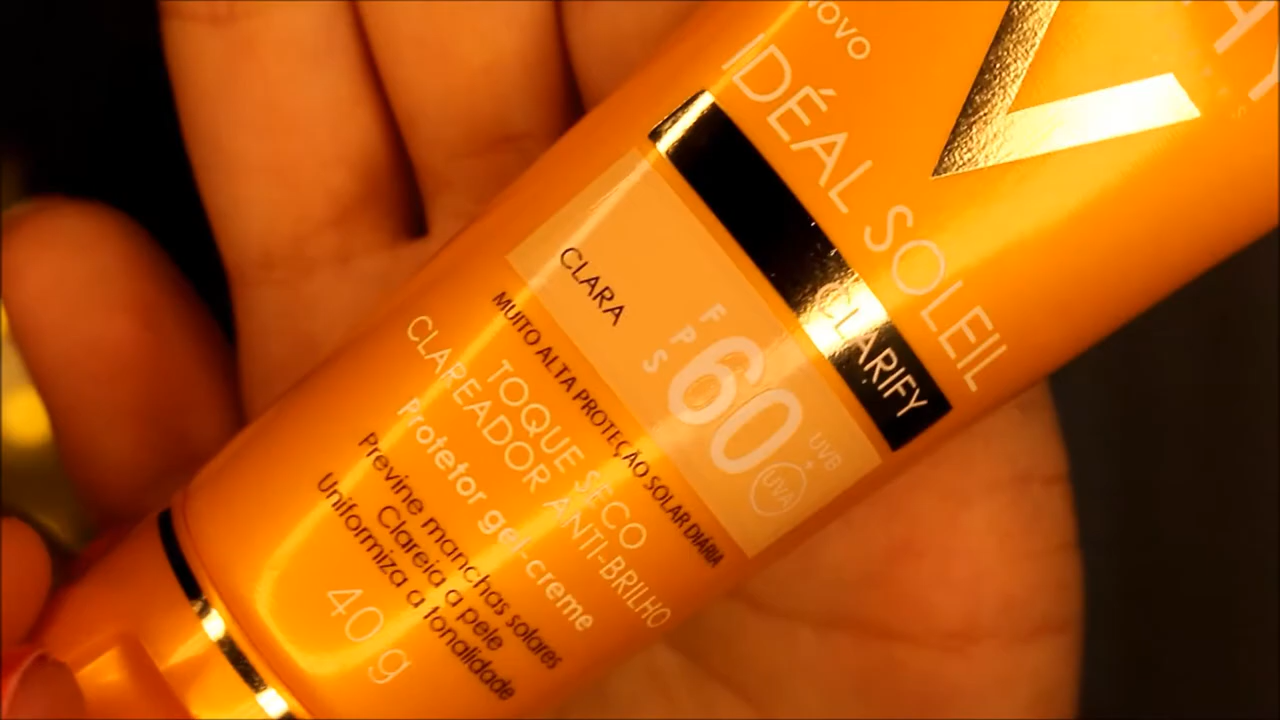 NOVO
IDÉAL SOLEIL
CLARIFY
CLARA
FPS
60
UVB
UVA
MUITO ALTA PROTEÇÃO SOLAR DIÁRIA
TOQUE SECO
CLAREADOR ANTI-BRILHO
Protetor gel-creme
Previne manchas solares
Clareia a pele
Uniformiza a tonalidade
40 g